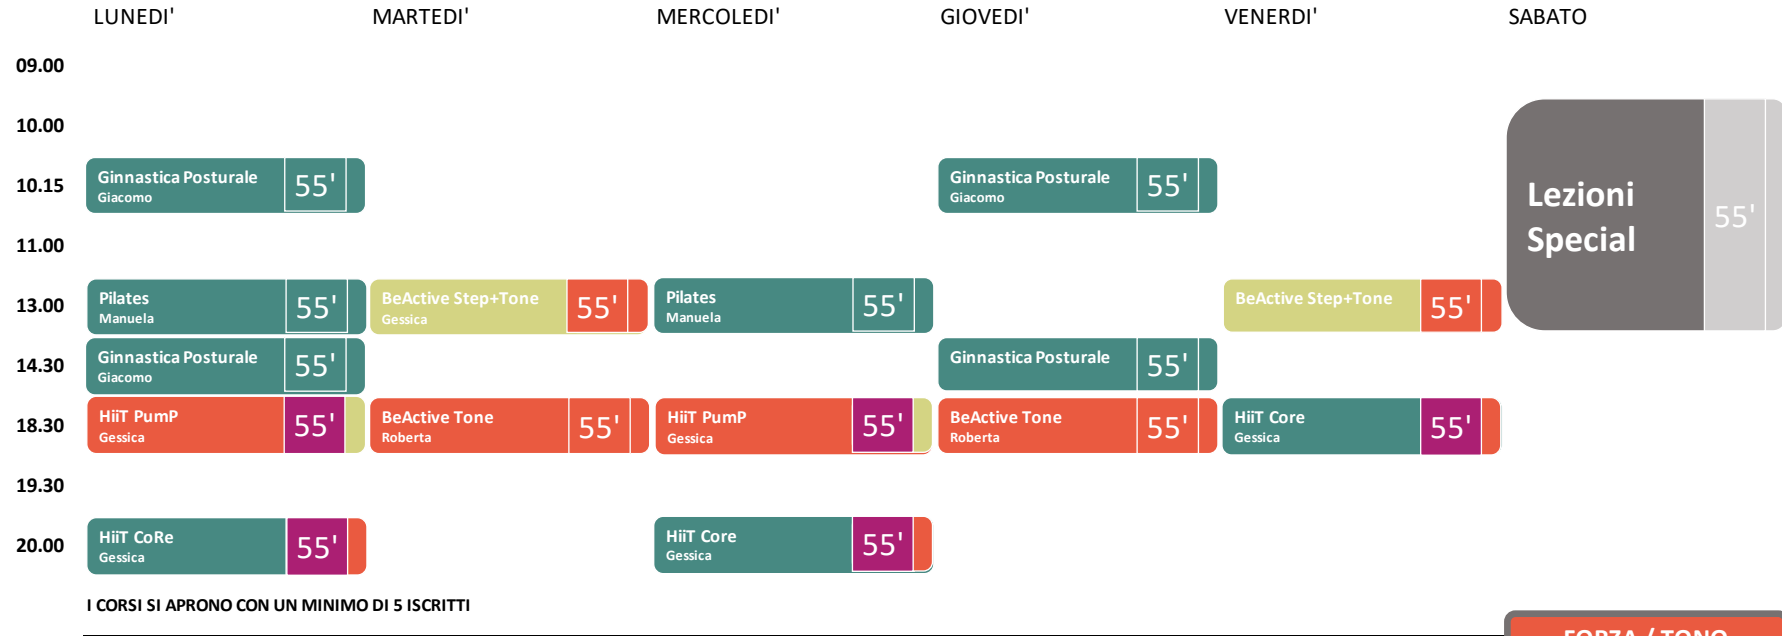 LUNEDI' MARTEDI' MERCOLEDI' GIOVEDI' VENERDI' SABATO
09.00
10.00
10.15
Ginnastica Posturale 55'
Giacomo
Ginnastica Posturale 55'
Giacomo
Lezioni
Special
55'
11.00
13.00
Pilates 55'
Manuela
BeActive Step+Tone 55'
Gessica
Pilates 55'
Manuela
BeActive Step+Tone 55'
14.30
Ginnastica Posturale 55'
Giacomo
Ginnastica Posturale 55'
18.30
HiiT PumP 55'
Gessica
BeActive Tone 55'
Roberta
HiiT PumP 55'
Gessica
BeActive Tone 55'
Roberta
HiiT Core 55'
Gessica
19.30
20.00
HiiT CoRe 55'
Gessica
HiiT Core 55'
Gessica
I CORSI SI APRONO CON UN MINIMO DI 5 ISCRITTI
FORZA / TONO